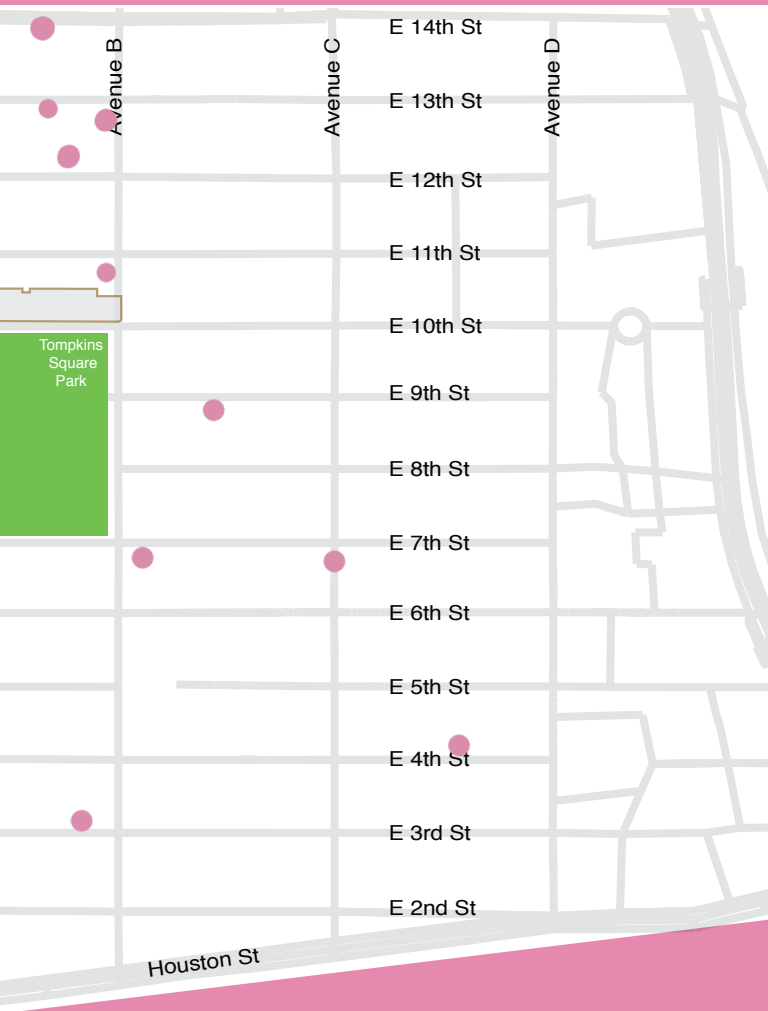 E 14th St
Avenue B
Avenue C
Avenue D
E 13th St
E 12th St
E 11th St
E 10th St
Tompkins
Square
Park
E 9th St
E 8th St
E 7th St
E 6th St
E 5th St
E 4th St
E 3rd St
E 2nd St
Houston St